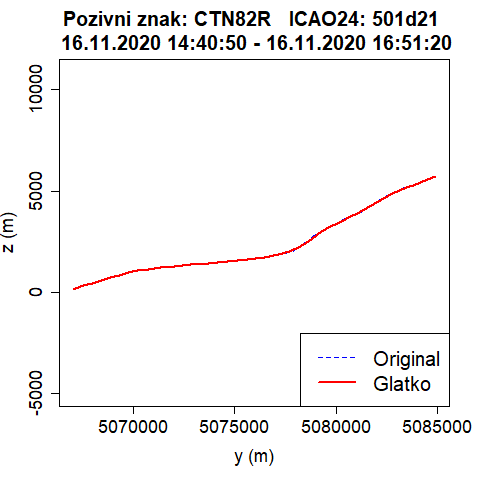 Pozivni znak: CTN82R   ICAO24: 501d21
16.11.2020 14:40:50 - 16.11.2020 16:51:20
10000
5000
0
-5000
z (m)
Original
Glatko
5070000 5075000 5080000 5085000
y (m)